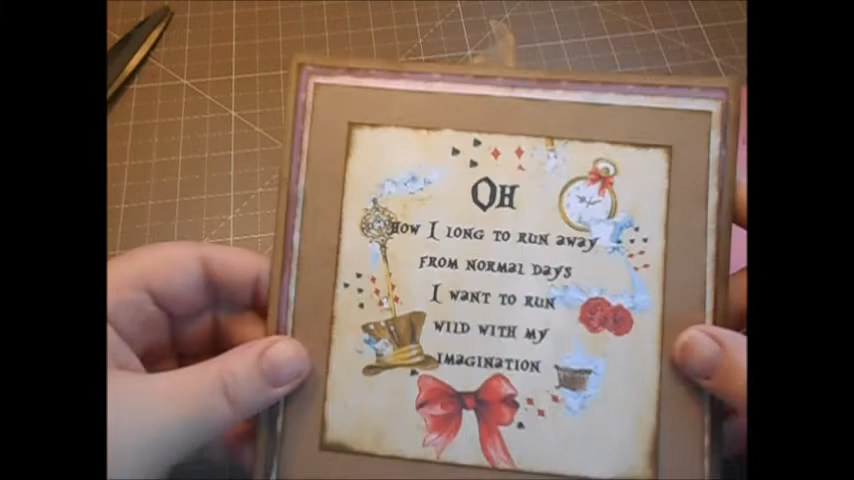 OH
HOW I LONG TO RUN AWAY
FROM NORMAL DAYS
I WANT TO RUN
WILD WITH MY
IMAGINATION